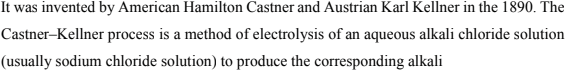 It was invented by American Hamilton Castner and Austrian Karl Kellner in the 1890. The
Castner–Kellner process is a method of electrolysis of an aqueous alkali chloride solution
(usually sodium chloride solution) to produce the corresponding alkali